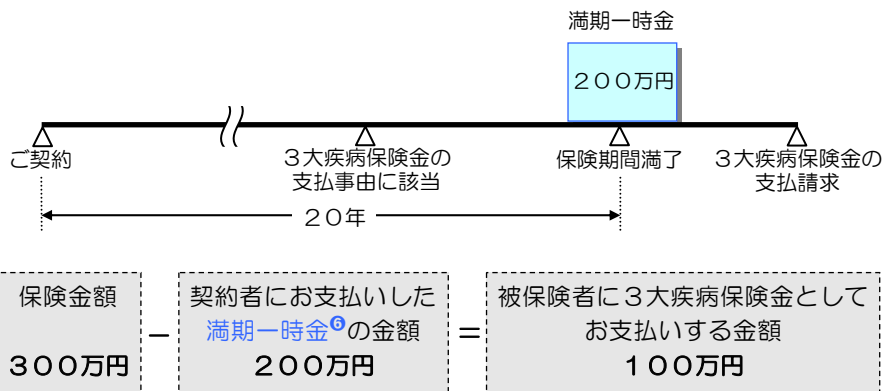 満期一時金
200万円
ご契約
3大疾病保険金の
支払事由に該当
保険期間満了
3大疾病保険金の
支払請求
20年
保険金額
300万円
－
契約者にお支払いした
満期一時金❻の金額
200万円
＝
被保険者に3大疾病保険金として
お支払いする金額
100万円